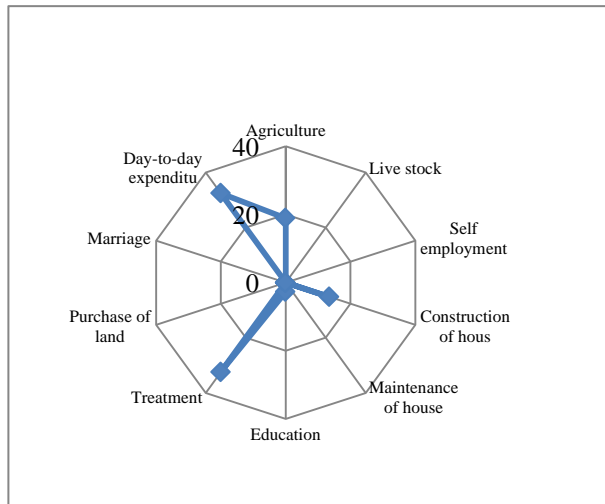 Agriculture
40
Day-to-day
expenditu
Live stock
20
Marriage
Self
employment
0
Purchase of
land
Construction
of hous
Treatment
Maintenance
of house
Education